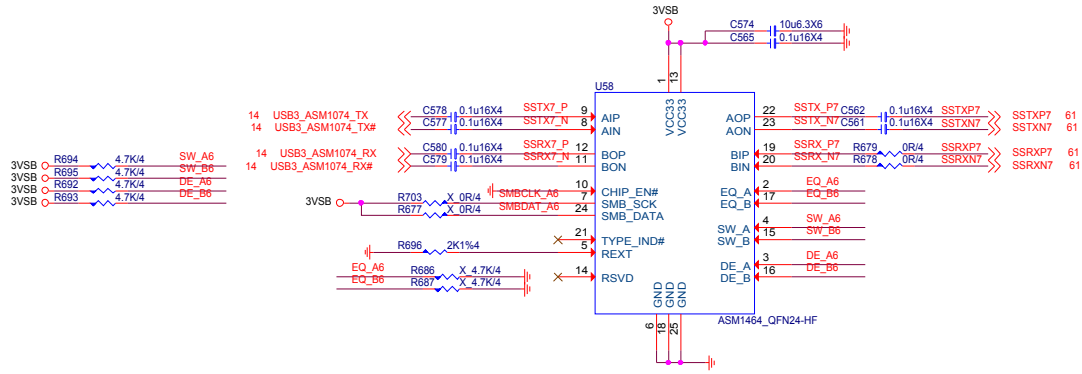 3VSB
C574 10u6.3X6
C565 0.1u16X4
U58
1 13
VCC33 VCC33
14 USB3_ASM1074_TX C578 0.1u16X4 SSTX7_P 9 AIP AOP 22 SSTX_P7 C562 0.1u16X4 SSTXP7 SSTXP7 61
14 USB3_ASM1074_TX# C577 0.1u16X4 SSTX7_N 8 AIN AON 23 SSTX_N7 C561 0.1u16X4 SSTXN7 SSTXN7 61
14 USB3_ASM1074_RX C580 0.1u16X4 SSRX7_P 12 BOP BIP 19 SSRX_P7 R679 0R/4 SSRXP7 SSRXP7 61
14 USB3_ASM1074_RX# C579 0.1u16X4 SSRX7_N 11 BON BIN 20 SSRX_N7 R678 0R/4 SSRXN7 SSRXN7 61
3VSB R694 4.7K/4 SW_A6
3VSB R695 4.7K/4 SW_B6
3VSB R692 4.7K/4 DE_A6
3VSB R693 4.7K/4 DE_B6
10 CHIP_EN# EQ_A 2 EQ_A6
3VSB R703 X_0R/4 SMBCLK_A6 7 SMB_SCK EQ_B 17 EQ_B6
R677 X_0R/4 SMBDAT_A6 24 SMB_DATA
SW_A 4 SW_A6
21 TYPE_IND# SW_B 15 SW_B6
R696 2K1%4 5 REXT
DE_A 3 DE_A6
EQ_A6 R686 X_4.7K/4 14 RSVD DE_B 16 DE_B6
EQ_B6 R687 X_4.7K/4
GND GND GND
6 18 25
ASM1464_QFN24-HF